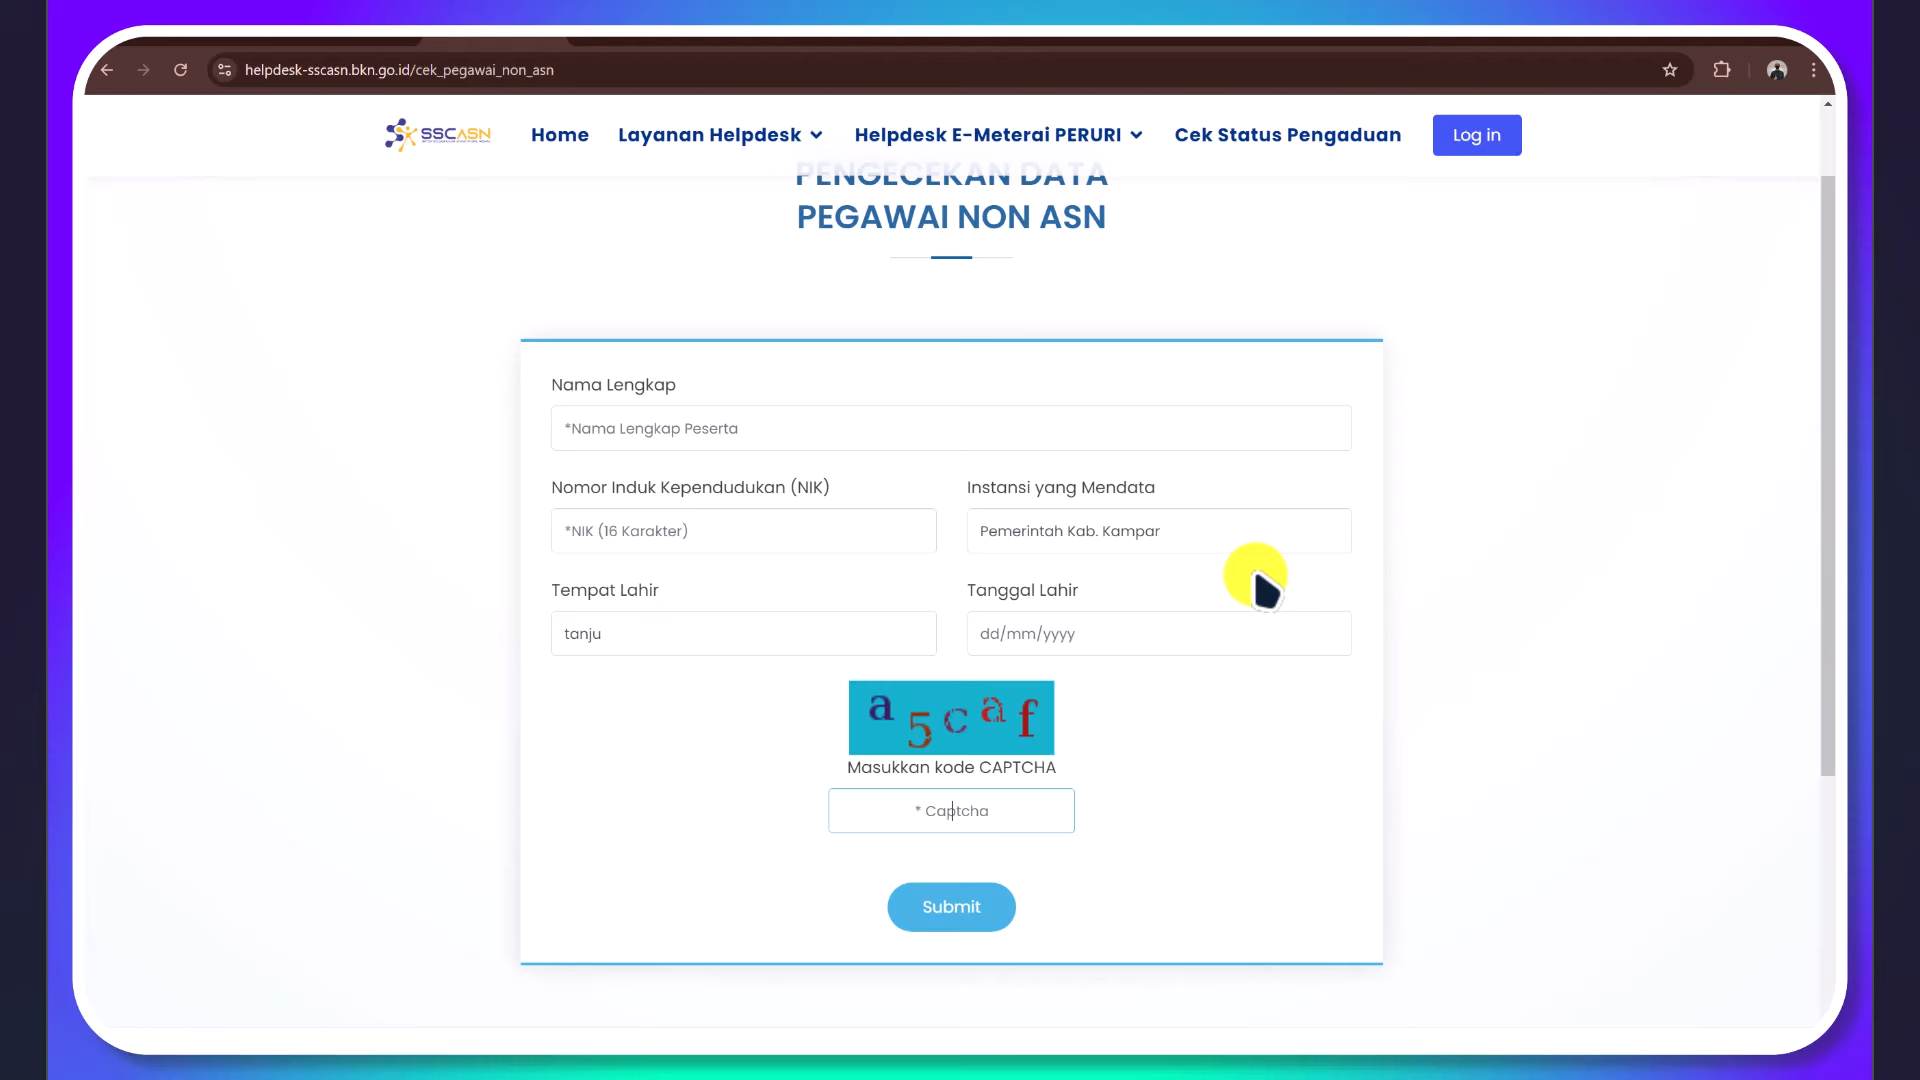 helpdesk-sscasn.bkn.go.id/cek_pegawai_non_asn
SSCASN
Home
Layanan Helpdesk
Helpdesk E-Meterai PERURI
Cek Status Pengaduan
Log in
PENGECEKAN DATA
PEGAWAI NON ASN
Nama Lengkap
*Nama Lengkap Peserta
Nomor Induk Kependudukan (NIK)
Instansi yang Mendata
*NIK (16 Karakter)
Pemerintah Kab. Kampar
Tempat Lahir
Tanggal Lahir
tanju
dd/mm/yyyy
a5caf
Masukkan kode CAPTCHA
* Captcha
Submit